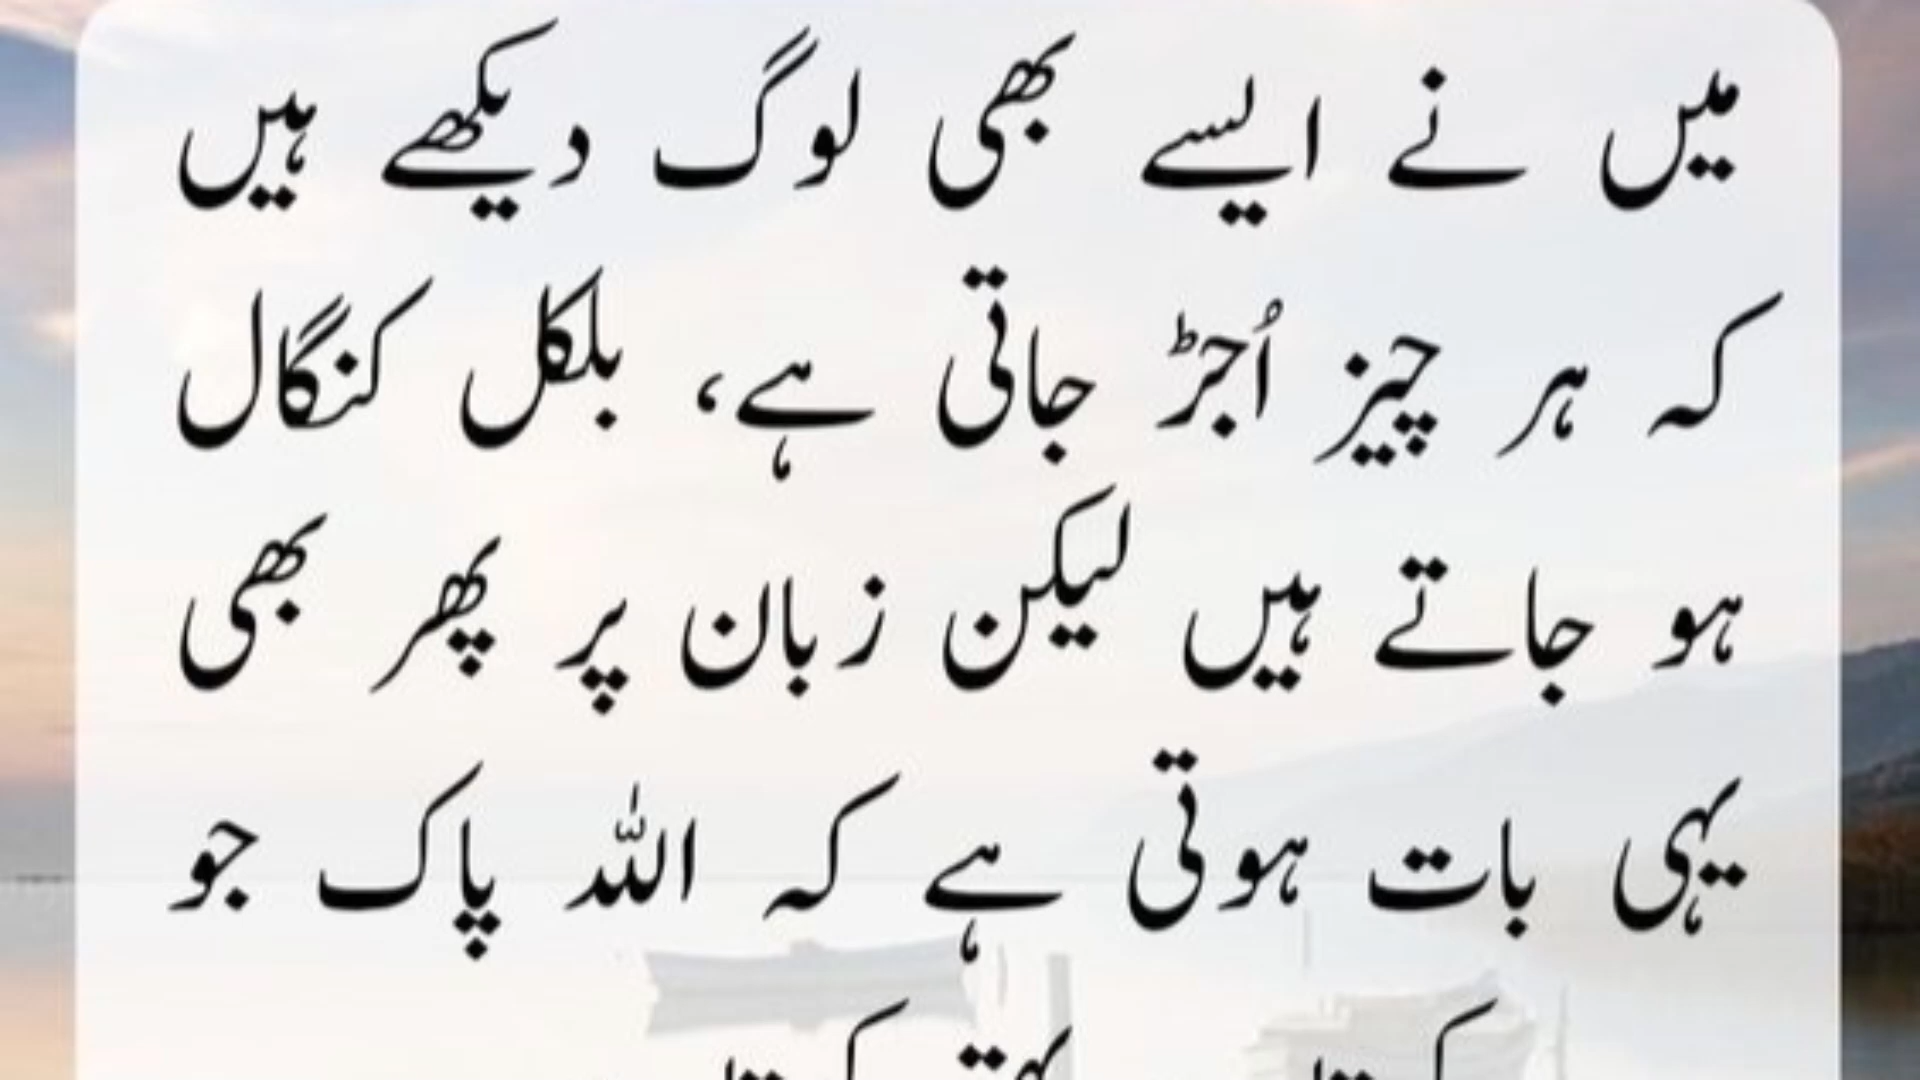 میں نے ایسے بھی لوگ دیکھے ہیں
کہ ہر چیز اُجڑ جاتی ہے، بلکل کنگال
ہو جاتے ہیں لیکن زبان پر پھر بھی
یہی بات ہوتی ہے کہ اللہ پاک جو